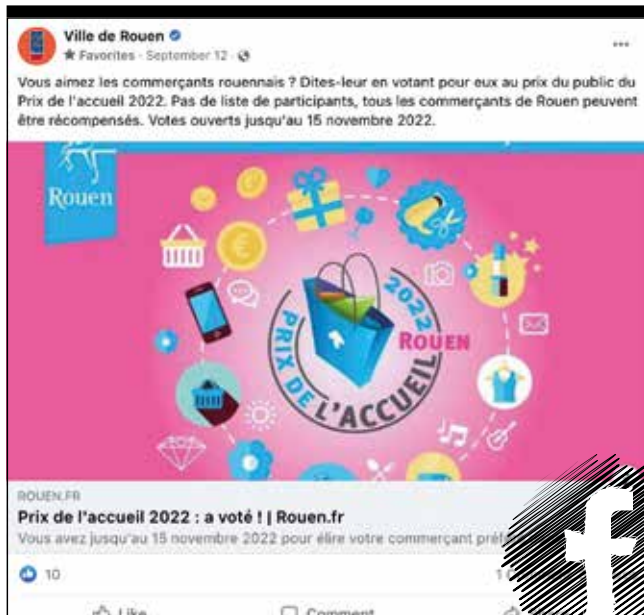 Ville de Rouen
Favorites · September 12 ·
Vous aimez les commerçants rouennais ? Dites-leur en votant pour eux au prix du public du
Prix de l'accueil 2022. Pas de liste de participants, tous les commerçants de Rouen peuvent
être récompensés. Votes ouverts jusqu'au 15 novembre 2022.
Rouen
PRIX DE L'ACCUEIL
2022
ROUEN
ROUEN.FR
Prix de l'accueil 2022 : a voté ! | Rouen.fr
Vous avez jusqu'au 15 novembre 2022 pour élire votre commerçant
10
Like
Comment